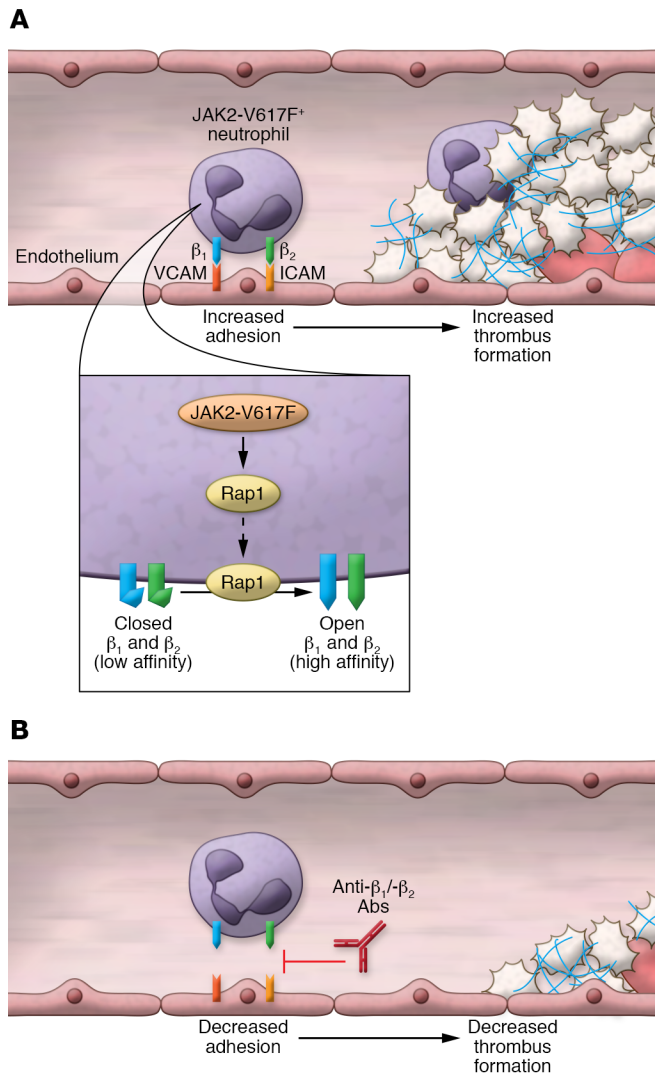 A
JAK2-V617F⁺
neutrophil
β₁
β₂
VCAM
ICAM
Endothelium
Increased
adhesion
Increased
thrombus
formation
JAK2-V617F
Rap1
Rap1
Closed
β₁ and β₂
(low affinity)
Open
β₁ and β₂
(high affinity)
B
Anti-β₁/-β₂
Abs
Decreased
adhesion
Decreased
thrombus
formation